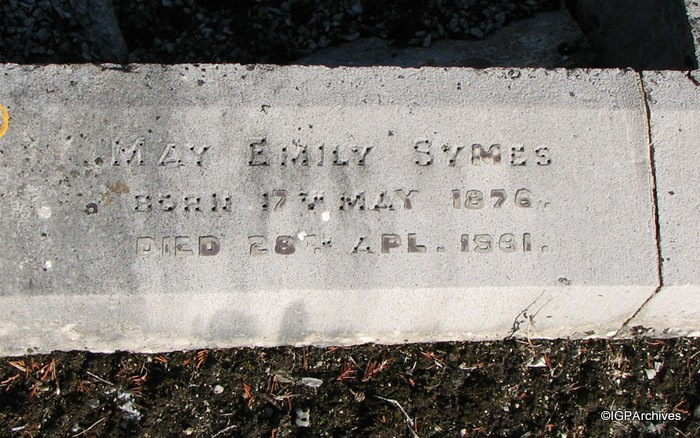 May Emily Symes
BORN 17TH MAY 1876.
DIED 28TH APL. 1961.
©IGPArchives